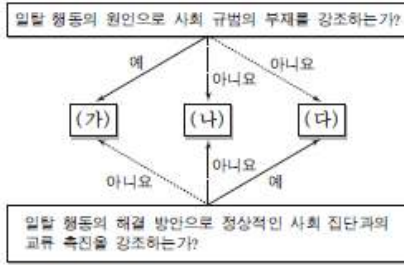 일탈 행동의 원인으로 사회 규범의 부재를 강조하는가?
예
아니요
아니요
(가)
(나)
(다)
아니요
아니요
예
일탈 행동의 해결 방안으로 정상적인 사회 집단과의
교류 촉진을 강조하는가?